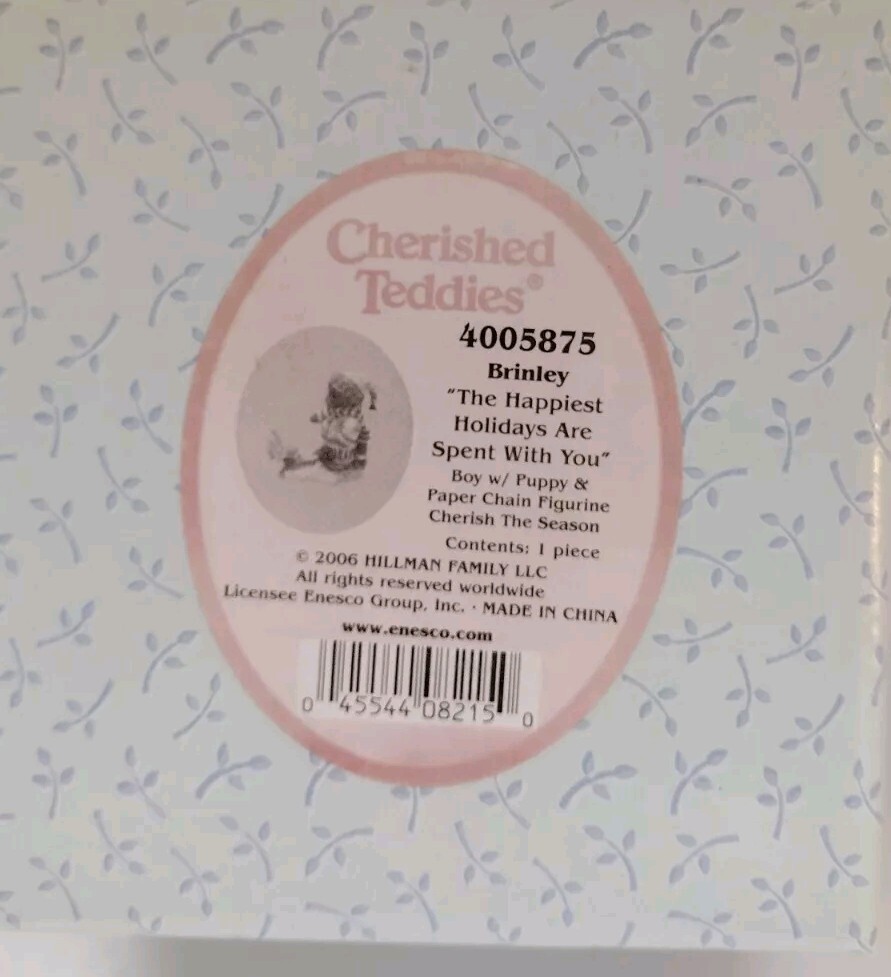 Cherished
Teddies®
4005875
Brinley
"The Happiest
Holidays Are
Spent With You"
Boy w/ Puppy &
Paper Chain Figurine
Cherish The Season
Contents: 1 piece
© 2006 HILLMAN FAMILY LLC
All rights reserved worldwide
Licensee Enesco Group, Inc. · MADE IN CHINA
www.enesco.com
0 45544 08215 0